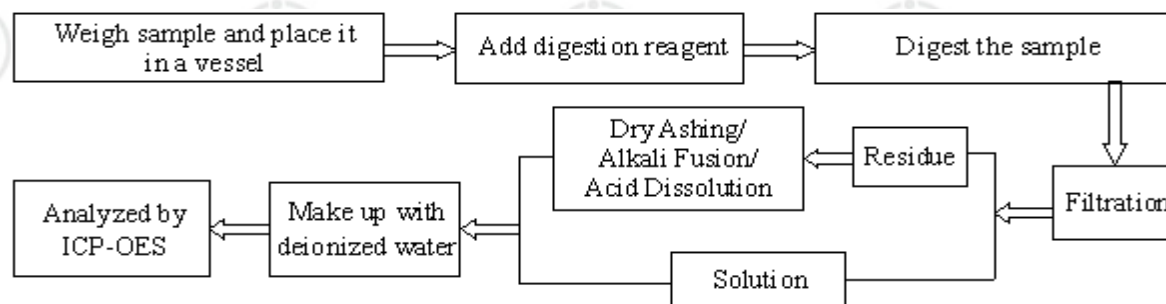 Weigh sample and place it
in a vessel
Add digestion reagent
Digest the sample
Filtration
Residue
Dry Ashing/
Alkali Fusion/
Acid Dissolution
Solution
Make up with
deionized water
Analyzed by
ICP-OES